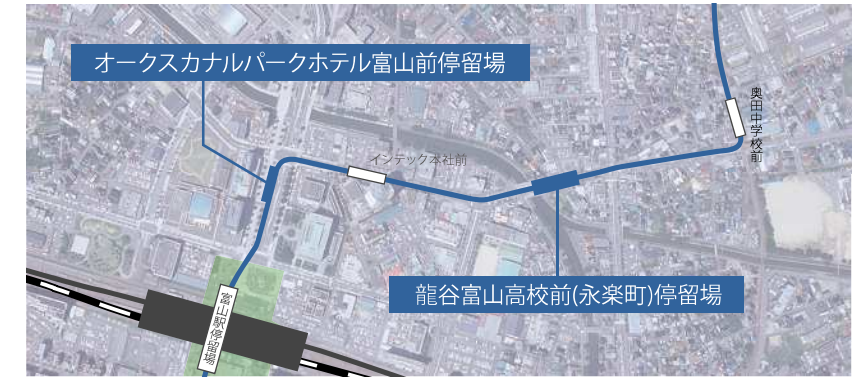 オークスカナルパークホテル富山前停留場
インテック本社前
奥田中学校前
龍谷富山高校前(永楽町)停留場
富山駅停留場